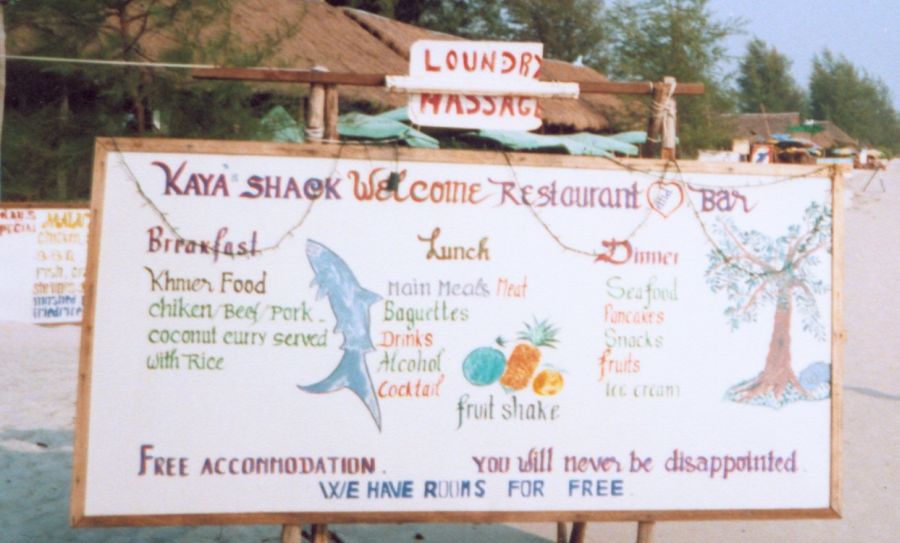 LOUNDRY
MASSAGE
KAYA SHACK Welcome Restaurant and Bar
Breakfast
Khmer Food
chiken/Beef/Pork
coconut curry served
with Rice
Lunch
Main Meals Meat
Baguettes
Drinks
Alcohol
Cocktail
fruit shake
Dinner
Seafood
Pancakes
Snacks
fruits
Ice cream
FREE ACCOMMODATION.
You will never be disappointed.
WE HAVE ROOMS FOR FREE.